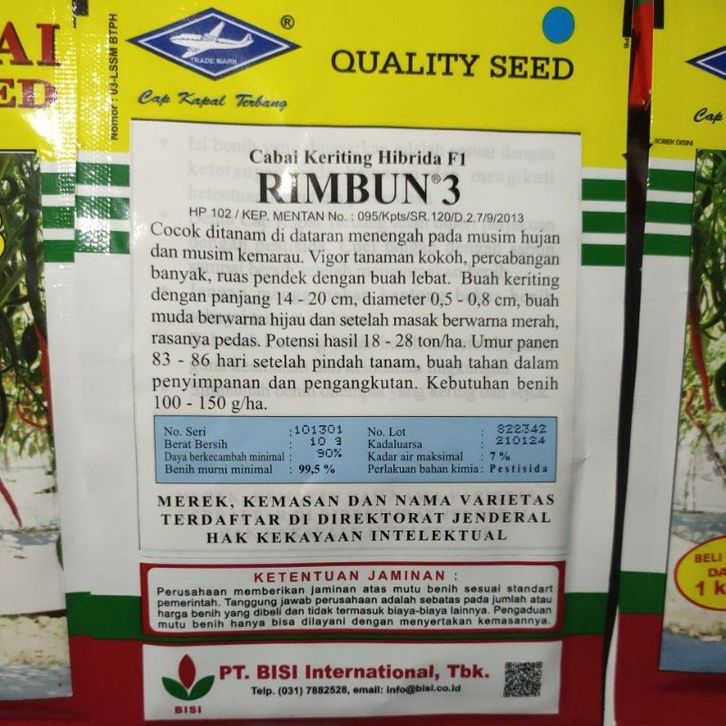 AI
ED
Nomor : 03-LSSM BTPH
TRADE MARK
®
QUALITY SEED
Cap Kapal Terbang
Cabai Keriting Hibrida F1
RIMBUN® 3
HP 102 / KEP. MENTAN No. : 095/Kpts/SR.120/D.2.7/9/2013
Cocok ditanam di dataran menengah pada musim hujan
dan musim kemarau. Vigor tanaman kokoh, percabangan
banyak, ruas pendek dengan buah lebat. Buah keriting
dengan panjang 14 - 20 cm, diameter 0,5 - 0,8 cm, buah
muda berwarna hijau dan setelah masak berwarna merah,
rasanya pedas. Potensi hasil 18 - 28 ton/ha. Umur panen
83 - 86 hari setelah pindah tanam, buah tahan dalam
penyimpanan dan pengangkutan. Kebutuhan benih
100 - 150 g/ha.
No. Seri : 101301 No. Lot : 822342
Berat Bersih : 10 g Kadaluarsa : 210124
Daya berkecambah minimal : 90% Kadar air maksimal : 7 %
Benih murni minimal : 99,5 % Perlakuan bahan kimia : Pestisida
MEREK, KEMASAN DAN NAMA VARIETAS
TERDAFTAR DI DIREKTORAT JENDERAL
HAK KEKAYAAN INTELEKTUAL
KETENTUAN JAMINAN :
Perusahaan memberikan jaminan atas mutu benih sesuai standart
pemerintah. Tanggung jawab perusahaan adalah sebatas pada jumlah atau
harga benih yang dibeli dan tidak termasuk biaya-biaya lainnya. Pengaduan
mutu benih hanya bisa dilayani dengan menyertakan kemasannya.
BISI
PT. BISI International, Tbk.
Telp. (031) 7882528, email: info@bisi.co.id
Cap
SOBEK DISINI
BELI
DA
1 k